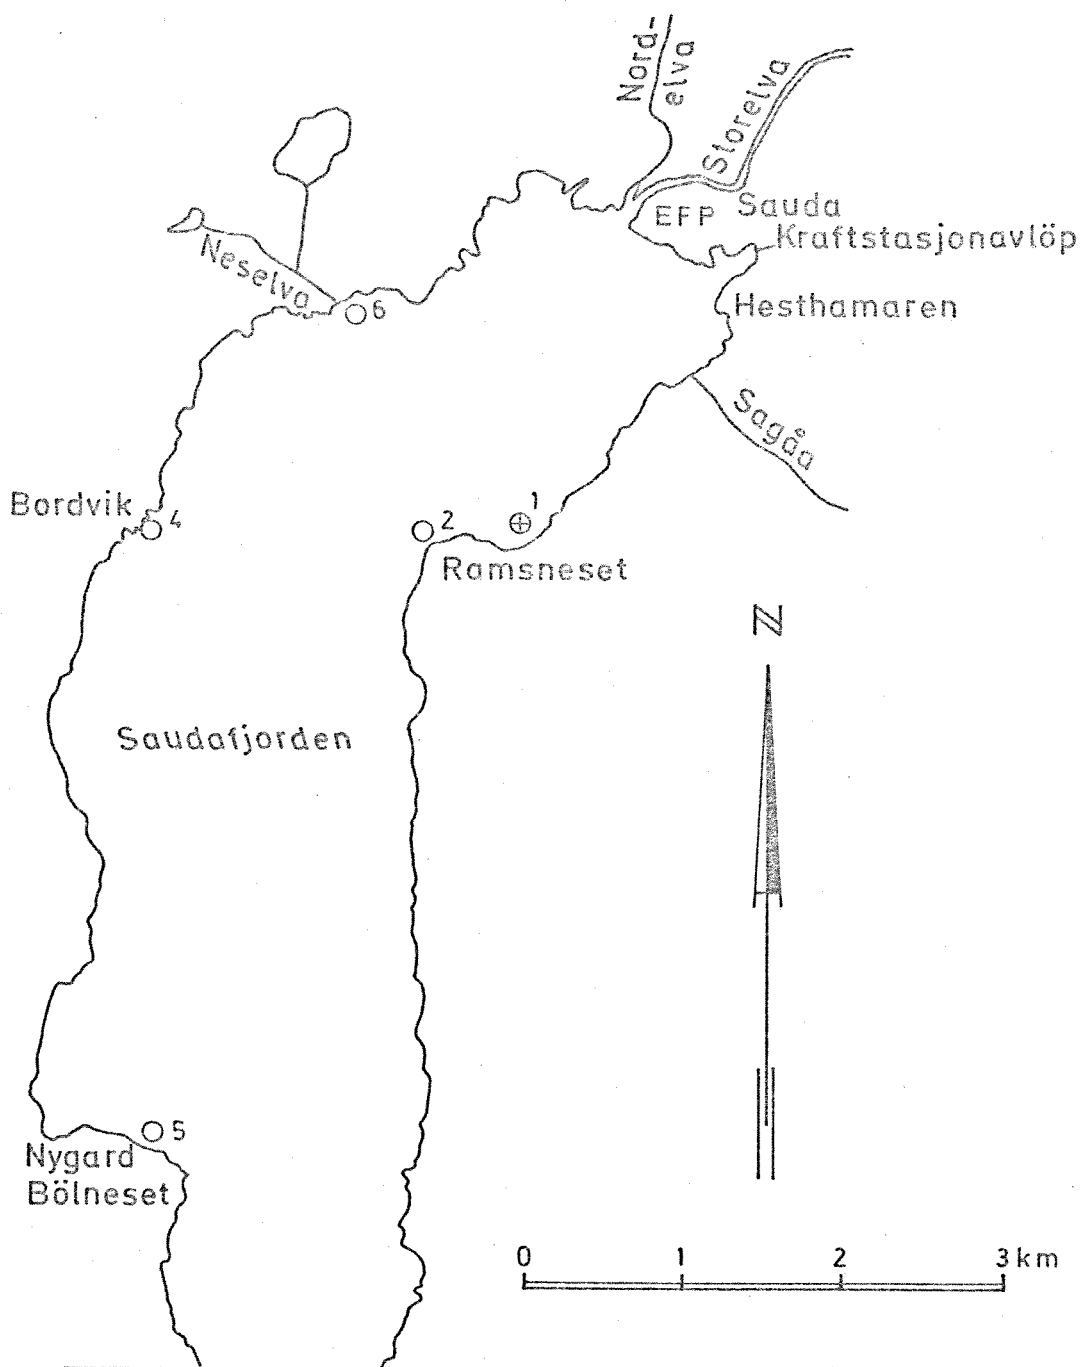 Nord-
elva
Storelva
EFP
Sauda
Kraftstasjonavlöp
Neselva
6
Hesthamaren
Sagåa
Bordvik
4
2
1
Ramsneset
N
Saudafjorden
5
Nygard
Bölneset
0 1 2 3 km